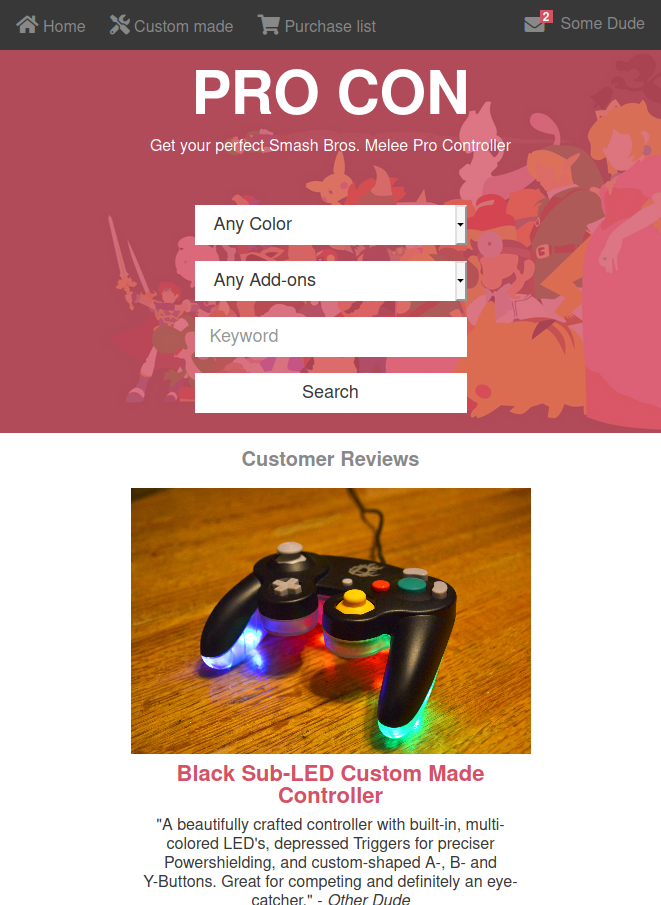 Home Custom made Purchase list 2 Some Dude
PRO CON
Get your perfect Smash Bros. Melee Pro Controller
Any Color
Any Add-ons
Keyword
Search
Customer Reviews
Black Sub-LED Custom Made
Controller
"A beautifully crafted controller with built-in, multi-
colored LED's, depressed Triggers for preciser
Powershielding, and custom-shaped A-, B- and
Y-Buttons. Great for competing and definitely an eye-
catcher." - Other Dude